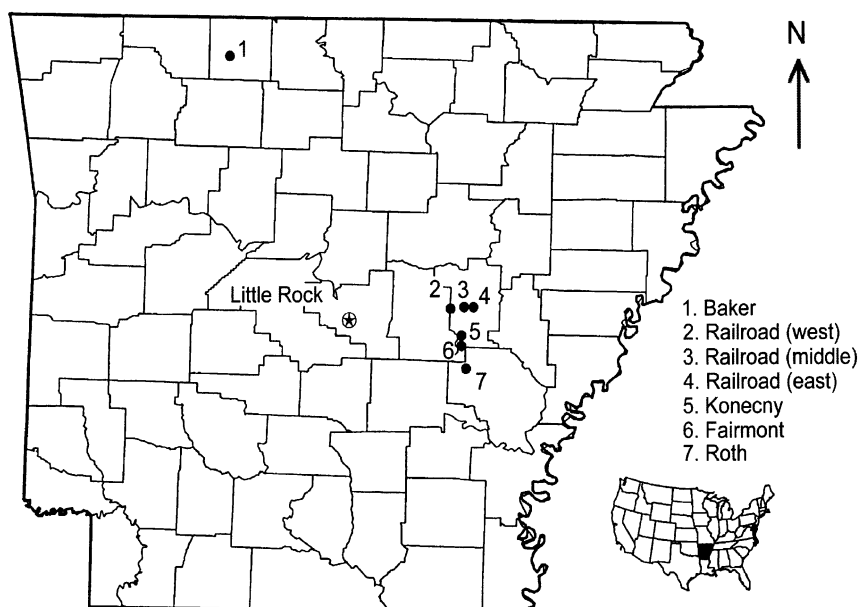 N
1
Little Rock
2
3
4
5
6
7
1. Baker
2. Railroad (west)
3. Railroad (middle)
4. Railroad (east)
5. Konecny
6. Fairmont
7. Roth